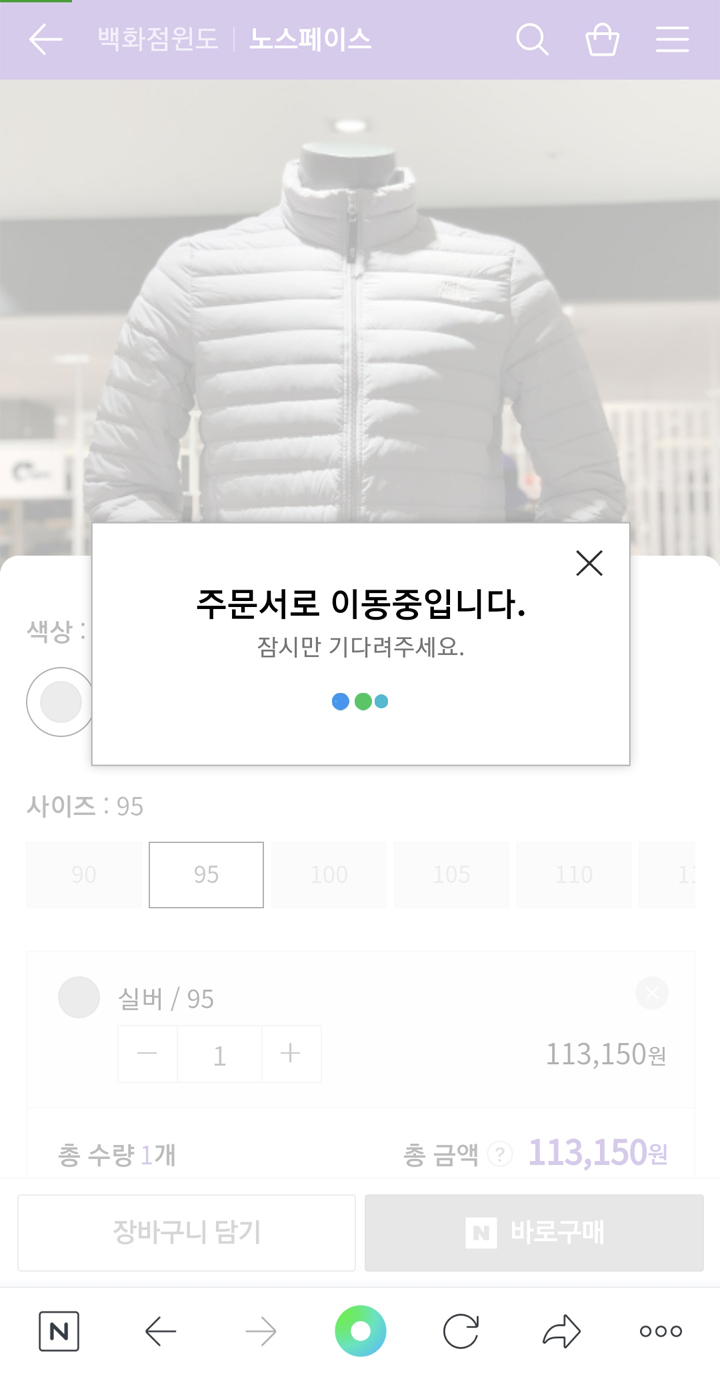 백화점윈도 | 노스페이스
주문서로 이동중입니다.
잠시만 기다려주세요.
색상 :
사이즈 : 95
90 95 100 105 110
실버 / 95
1
113,150원
총 수량 1개 총 금액 ? 113,150원
장바구니 담기 N 바로구매
N